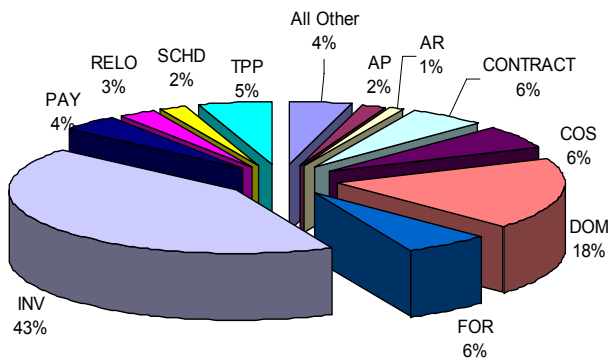 All Other
4%
AP
2%
AR
1%
CONTRACT
6%
COS
6%
DOM
18%
FOR
6%
INV
43%
PAY
4%
RELO
3%
SCHD
2%
TPP
5%